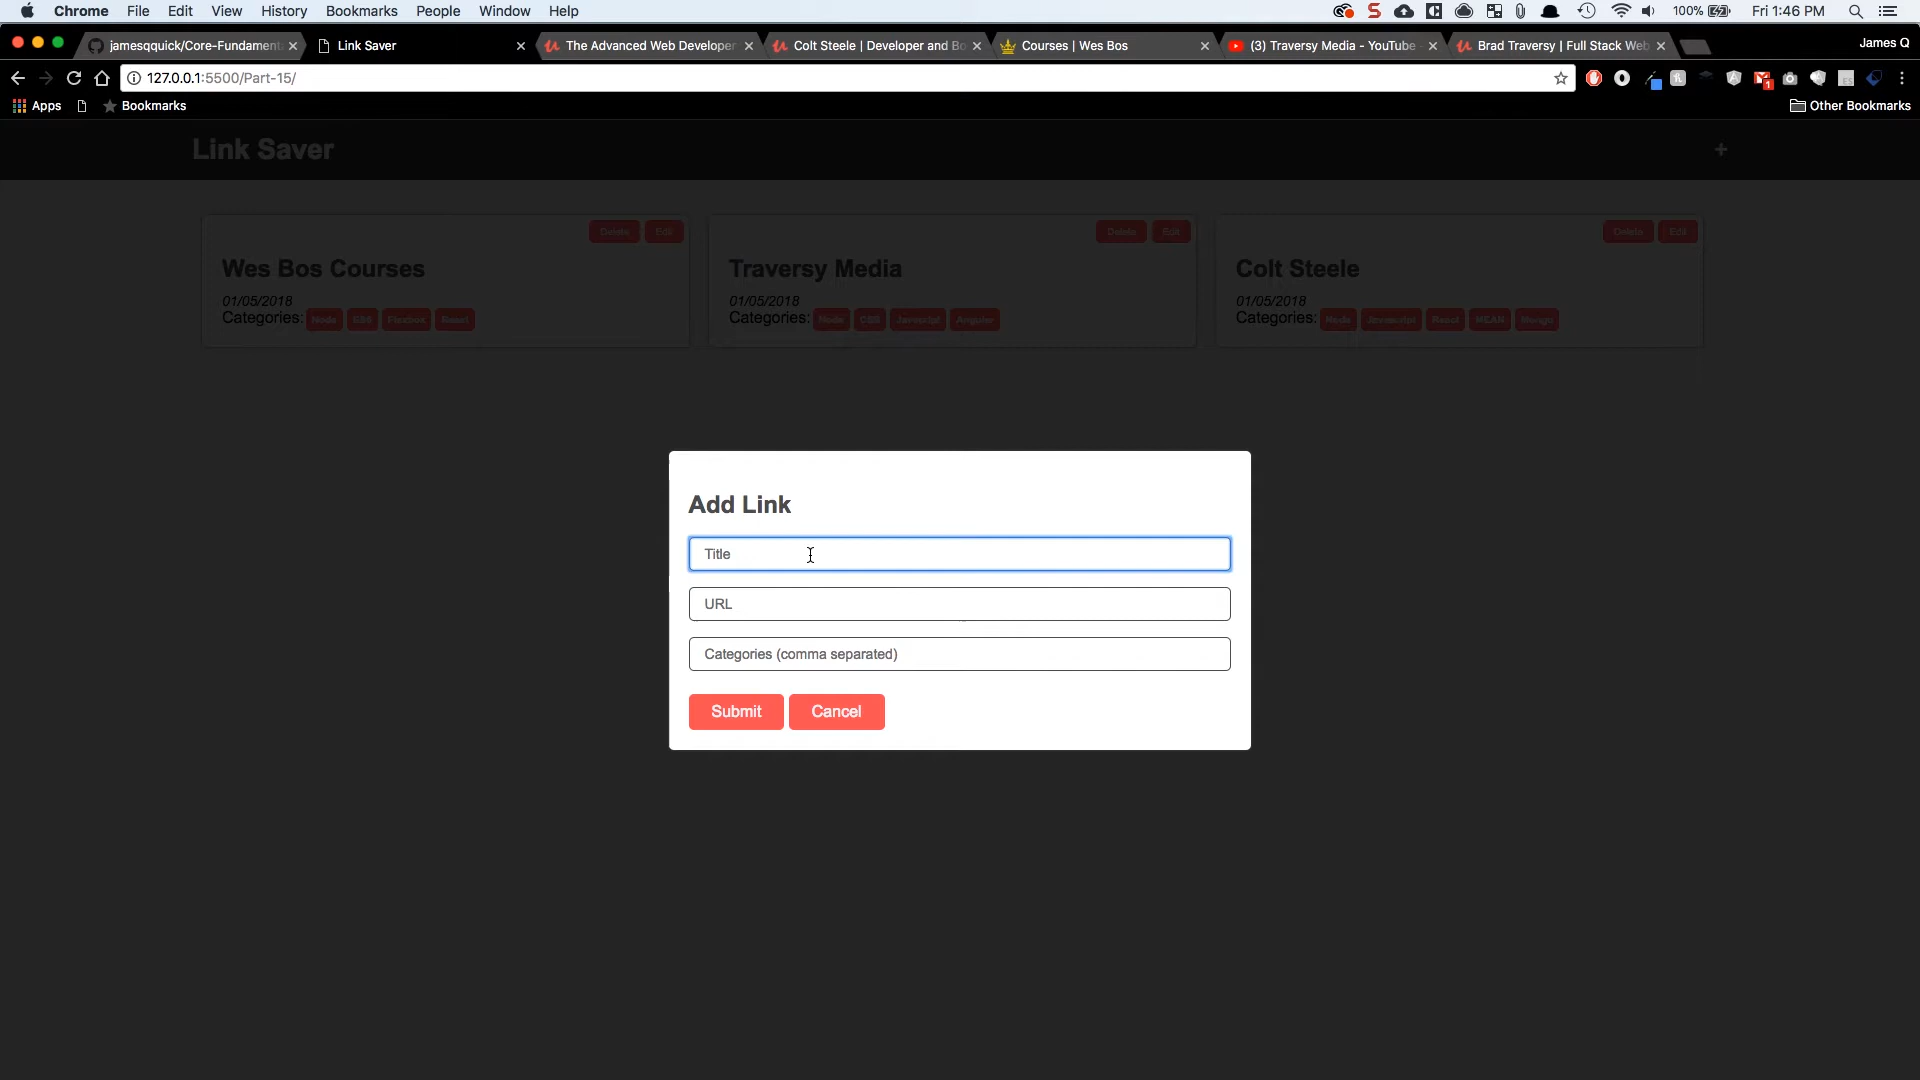 Chrome File Edit View History Bookmarks People Window Help 100% Fri 1:46 PM
jamesqquick/Core-Fundament Link Saver The Advanced Web Developer Colt Steele | Developer and Bo Courses | Wes Bos (3) Traversy Media - YouTube Brad Traversy | Full Stack Web James Q
127.0.0.1:5500/Part-15/
Apps Bookmarks Other Bookmarks
Link Saver +
Delete Edit Delete Edit Delete Edit
Wes Bos Courses Traversy Media Colt Steele
01/05/2018 01/05/2018 01/05/2018
Categories: Node ES6 Flexbox React Categories: Node CSS Javascript Angular Categories: Node Javascript React MEAN Mongo
Add Link
Title
URL
Categories (comma separated)
Submit Cancel